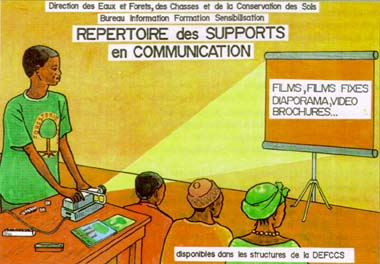 Direction des Eaux et Forets, des Chasses et de la Conservation des Sols
Bureau Information Formation Sensibilisation
REPERTOIRE des SUPPORTS
en COMMUNICATION
FILMS, FILMS FIXES
DIAPORAMA, VIDEO
BROCHURES...
disponibles dans les structures de la DEFCCS